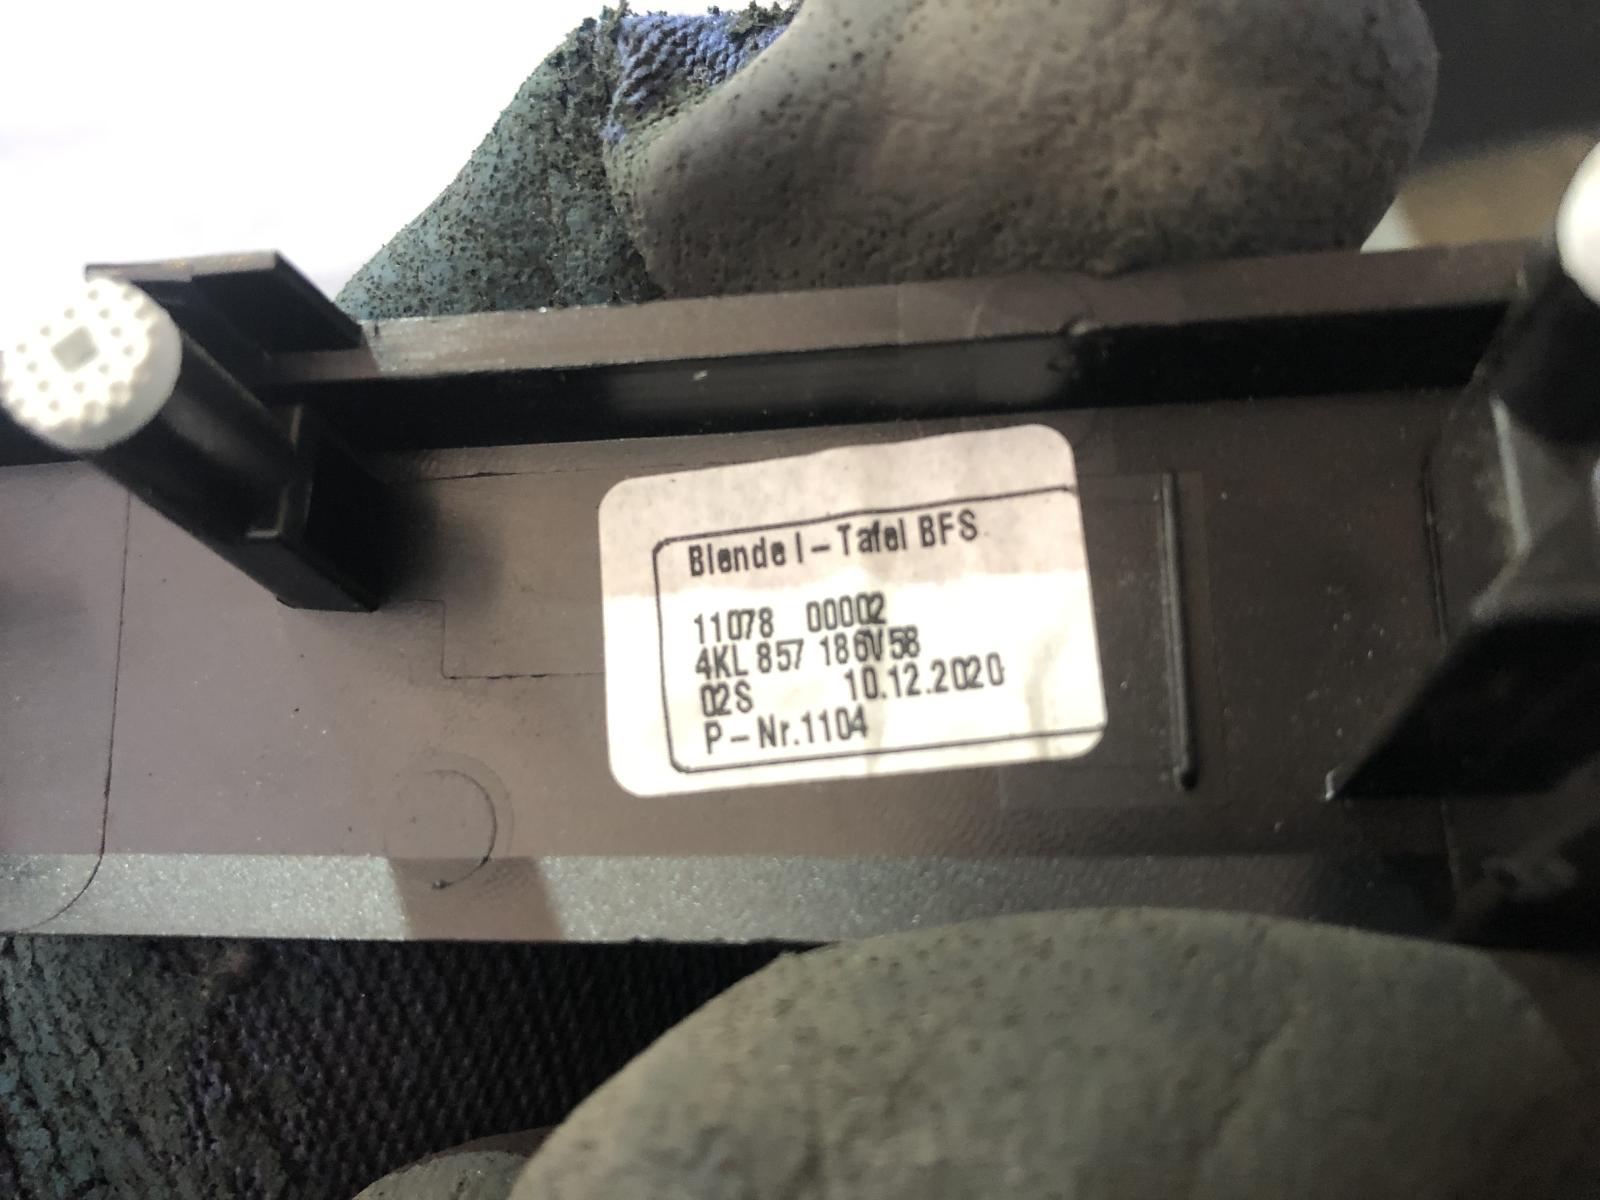 Blende I - Tafel BFS
11078 00002
4KL 857 186V58
02S 10.12.2020
P - Nr.1104